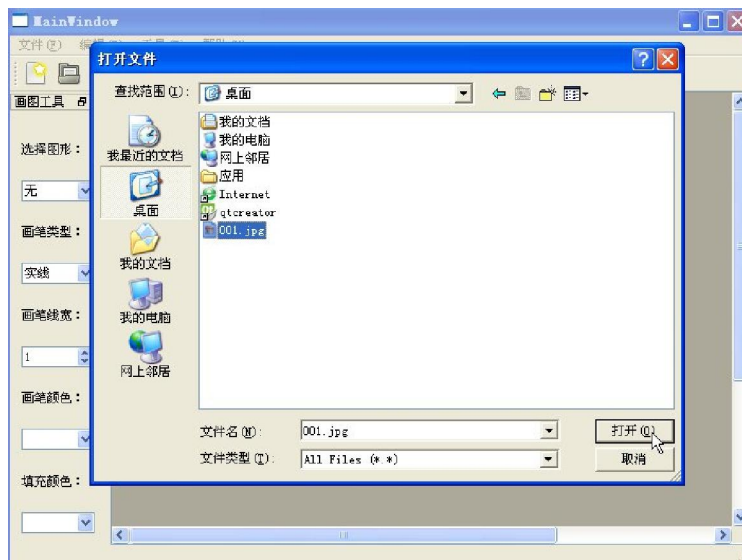 MainWindow
文件(F)
打开文件
画图工具
查找范围(I):
桌面
我最近的文档
桌面
我的文档
我的电脑
网上邻居
我的文档
我的电脑
网上邻居
应用
Internet
qtcreator
001.jpg
选择图形：
无
画笔类型：
实线
画笔线宽：
1
画笔颜色：
填充颜色：
文件名(N):
001.jpg
打开(O)
文件类型(T):
All Files (*.*)
取消